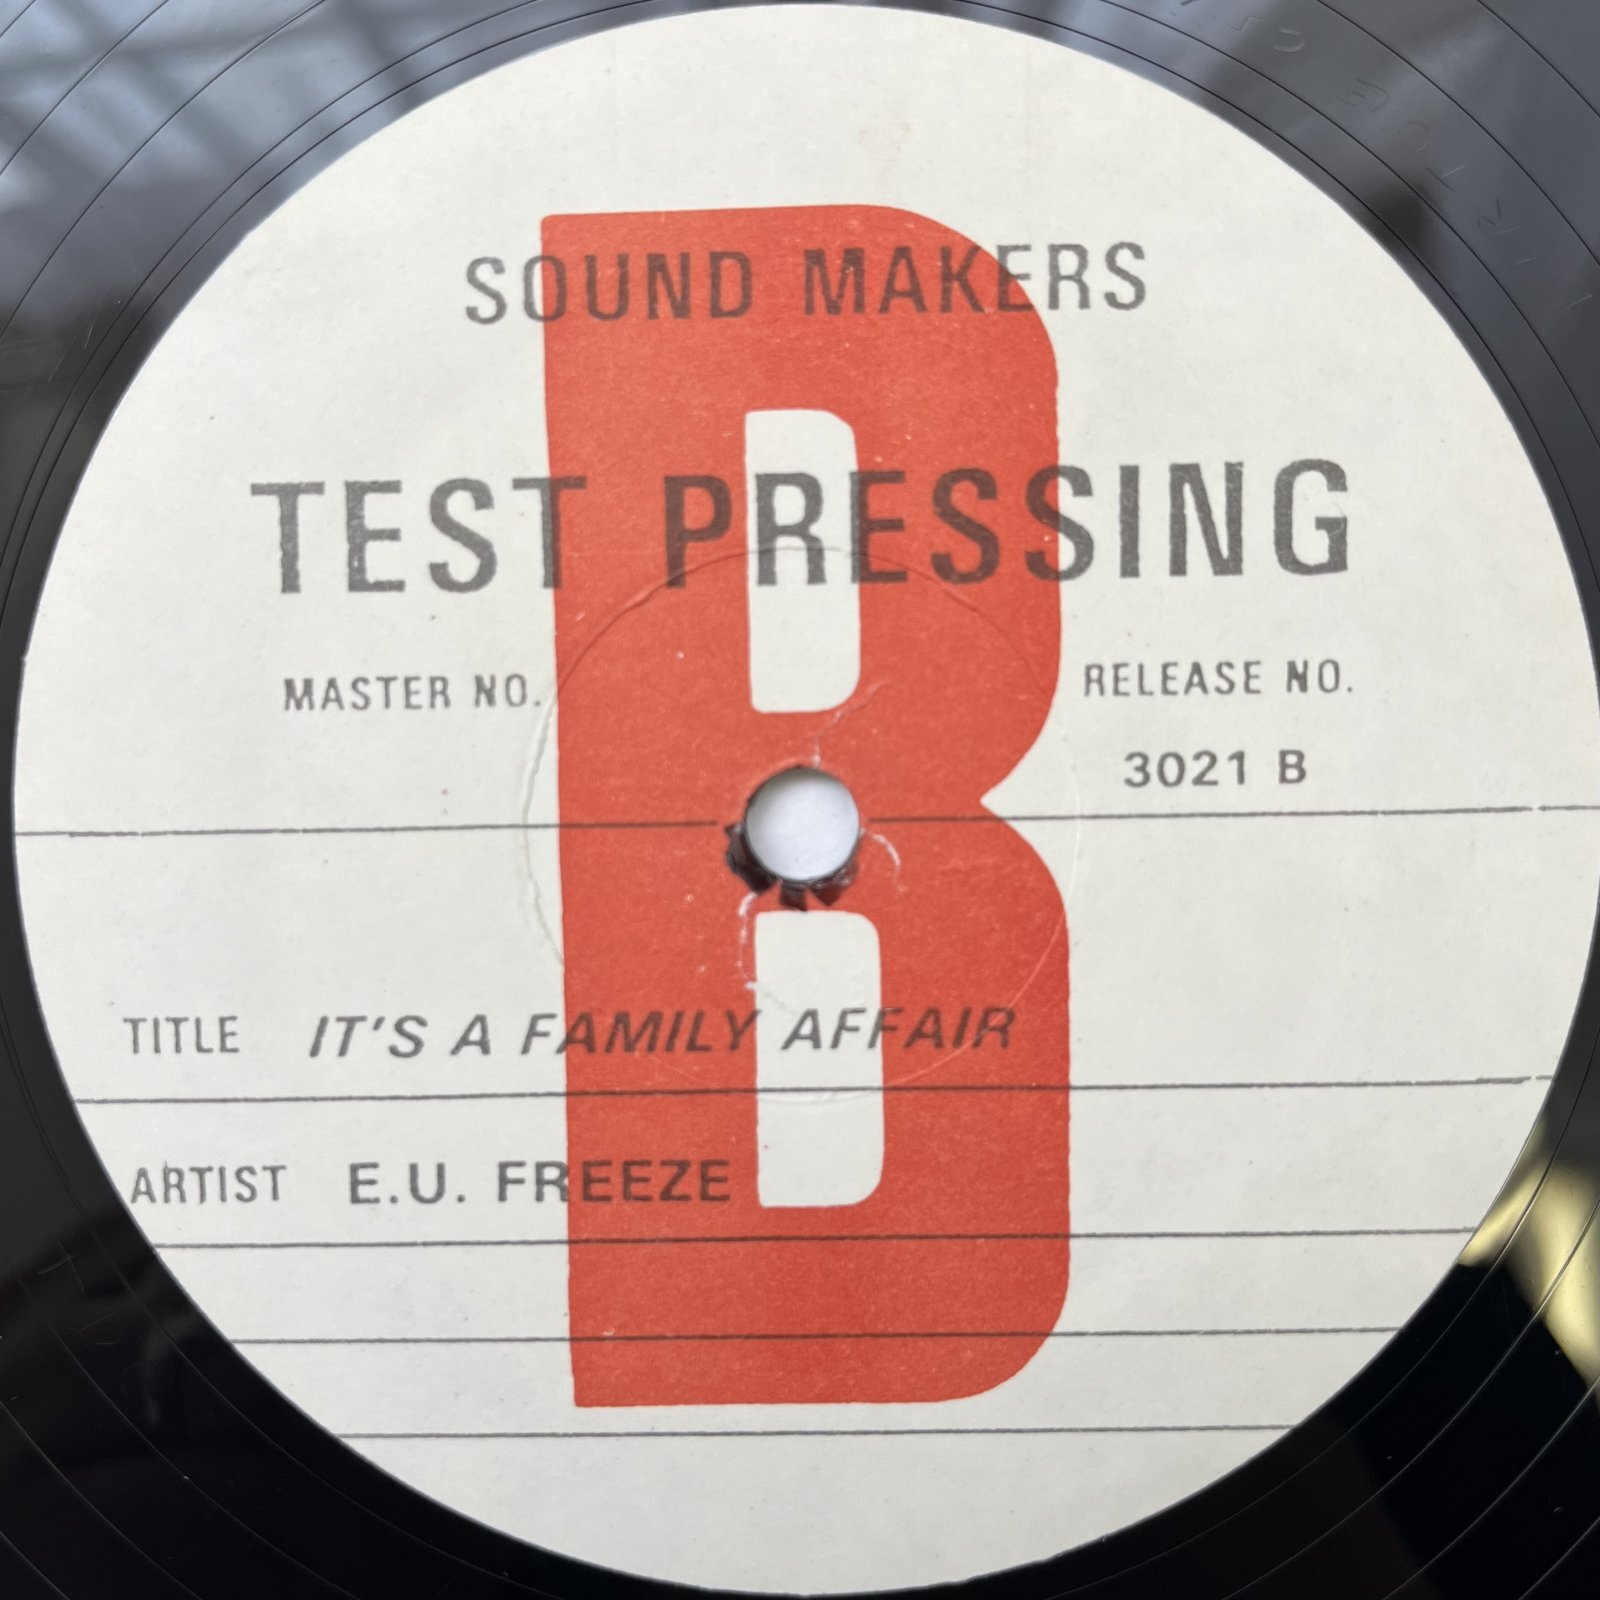 SOUND MAKERS
TEST PRESSING
MASTER NO. RELEASE NO.
3021 B
B
TITLE IT'S A FAMILY AFFAIR
ARTIST E.U. FREEZE